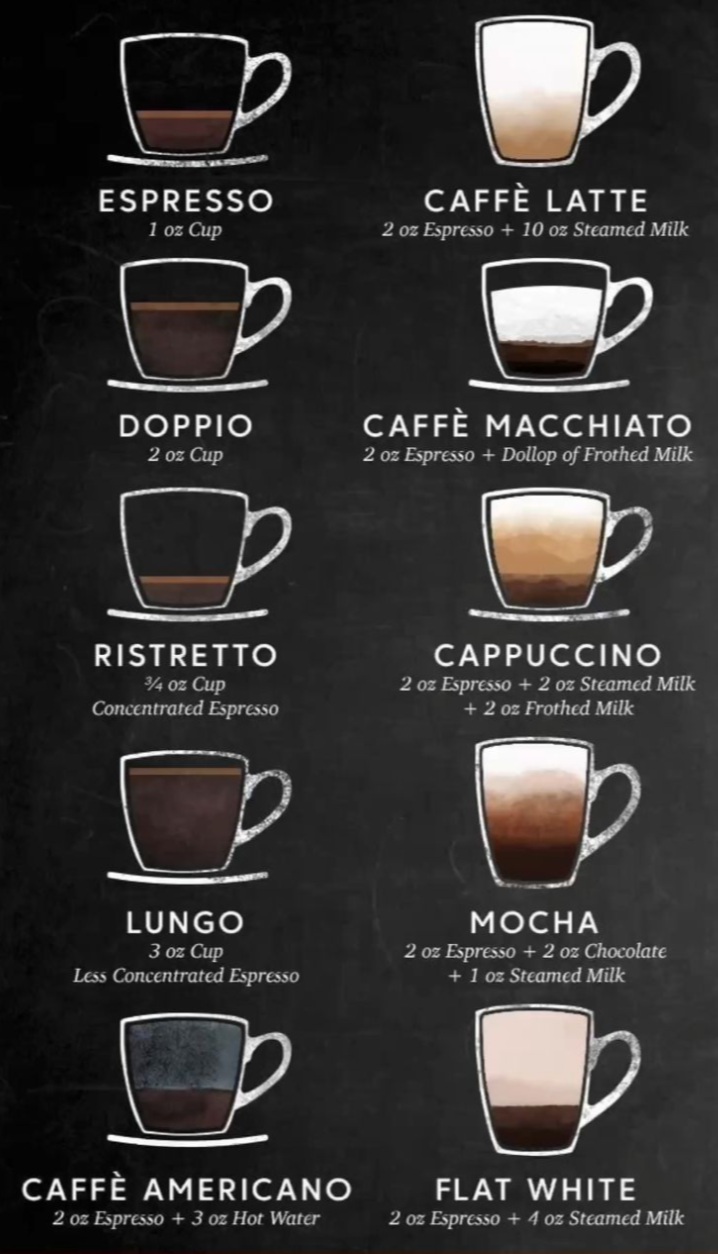 ESPRESSO
1 oz Cup
CAFFÈ LATTE
2 oz Espresso + 10 oz Steamed Milk
DOPPIO
2 oz Cup
CAFFÈ MACCHIATO
2 oz Espresso + Dollop of Frothed Milk
RISTRETTO
¾ oz Cup
Concentrated Espresso
CAPPUCCINO
2 oz Espresso + 2 oz Steamed Milk
+ 2 oz Frothed Milk
LUNGO
3 oz Cup
Less Concentrated Espresso
MOCHA
2 oz Espresso + 2 oz Chocolate
+ 1 oz Steamed Milk
CAFFÈ AMERICANO
2 oz Espresso + 3 oz Hot Water
FLAT WHITE
2 oz Espresso + 4 oz Steamed Milk